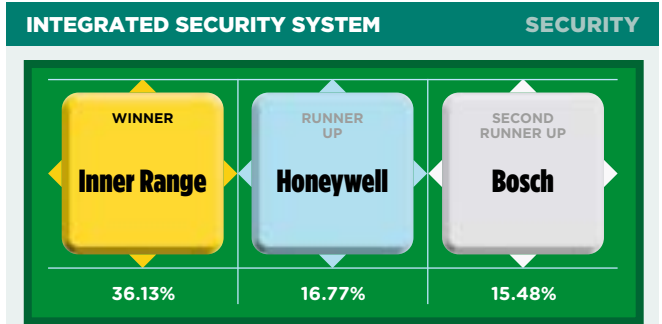 INTEGRATED SECURITY SYSTEM
SECURITY
WINNER
Inner Range
36.13%
RUNNER
UP
Honeywell
16.77%
SECOND
RUNNER UP
Bosch
15.48%